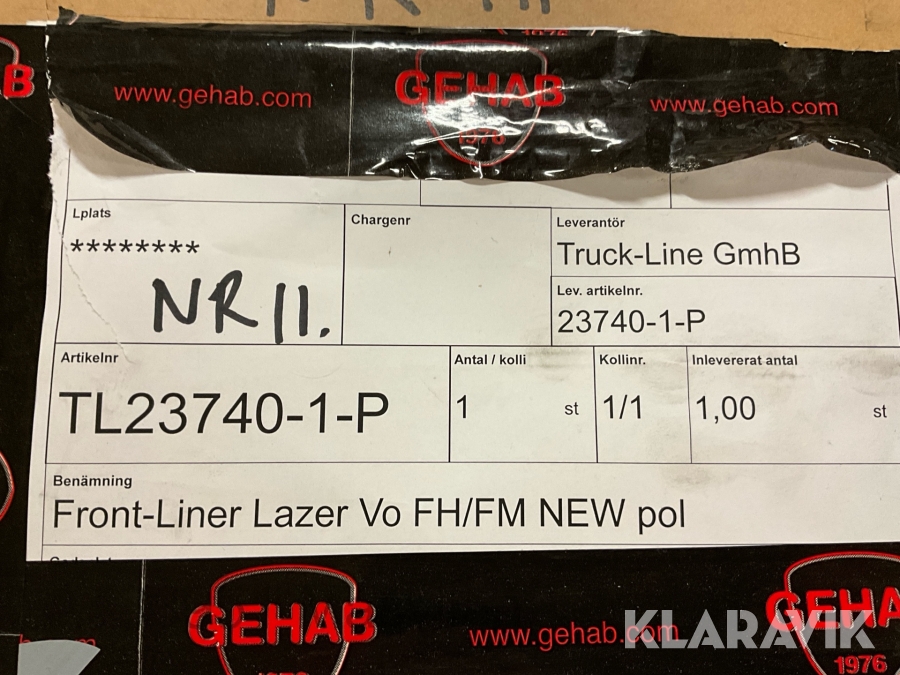 B
www.gehab.com
GEHAB
1976
www.gehab.com
Lplats
********
NR 11.
Chargenr
Leverantör
Truck-Line GmhB
Lev. artikelnr.
23740-1-P
Artikelnr
TL23740-1-P
Antal / kolli
1 st
Kollinr.
1/1
Inlevererat antal
1,00 st
Benämning
Front-Liner Lazer Vo FH/FM NEW pol
GEHAB
www.gehab.com
GEHA
1976
KLARAVIK